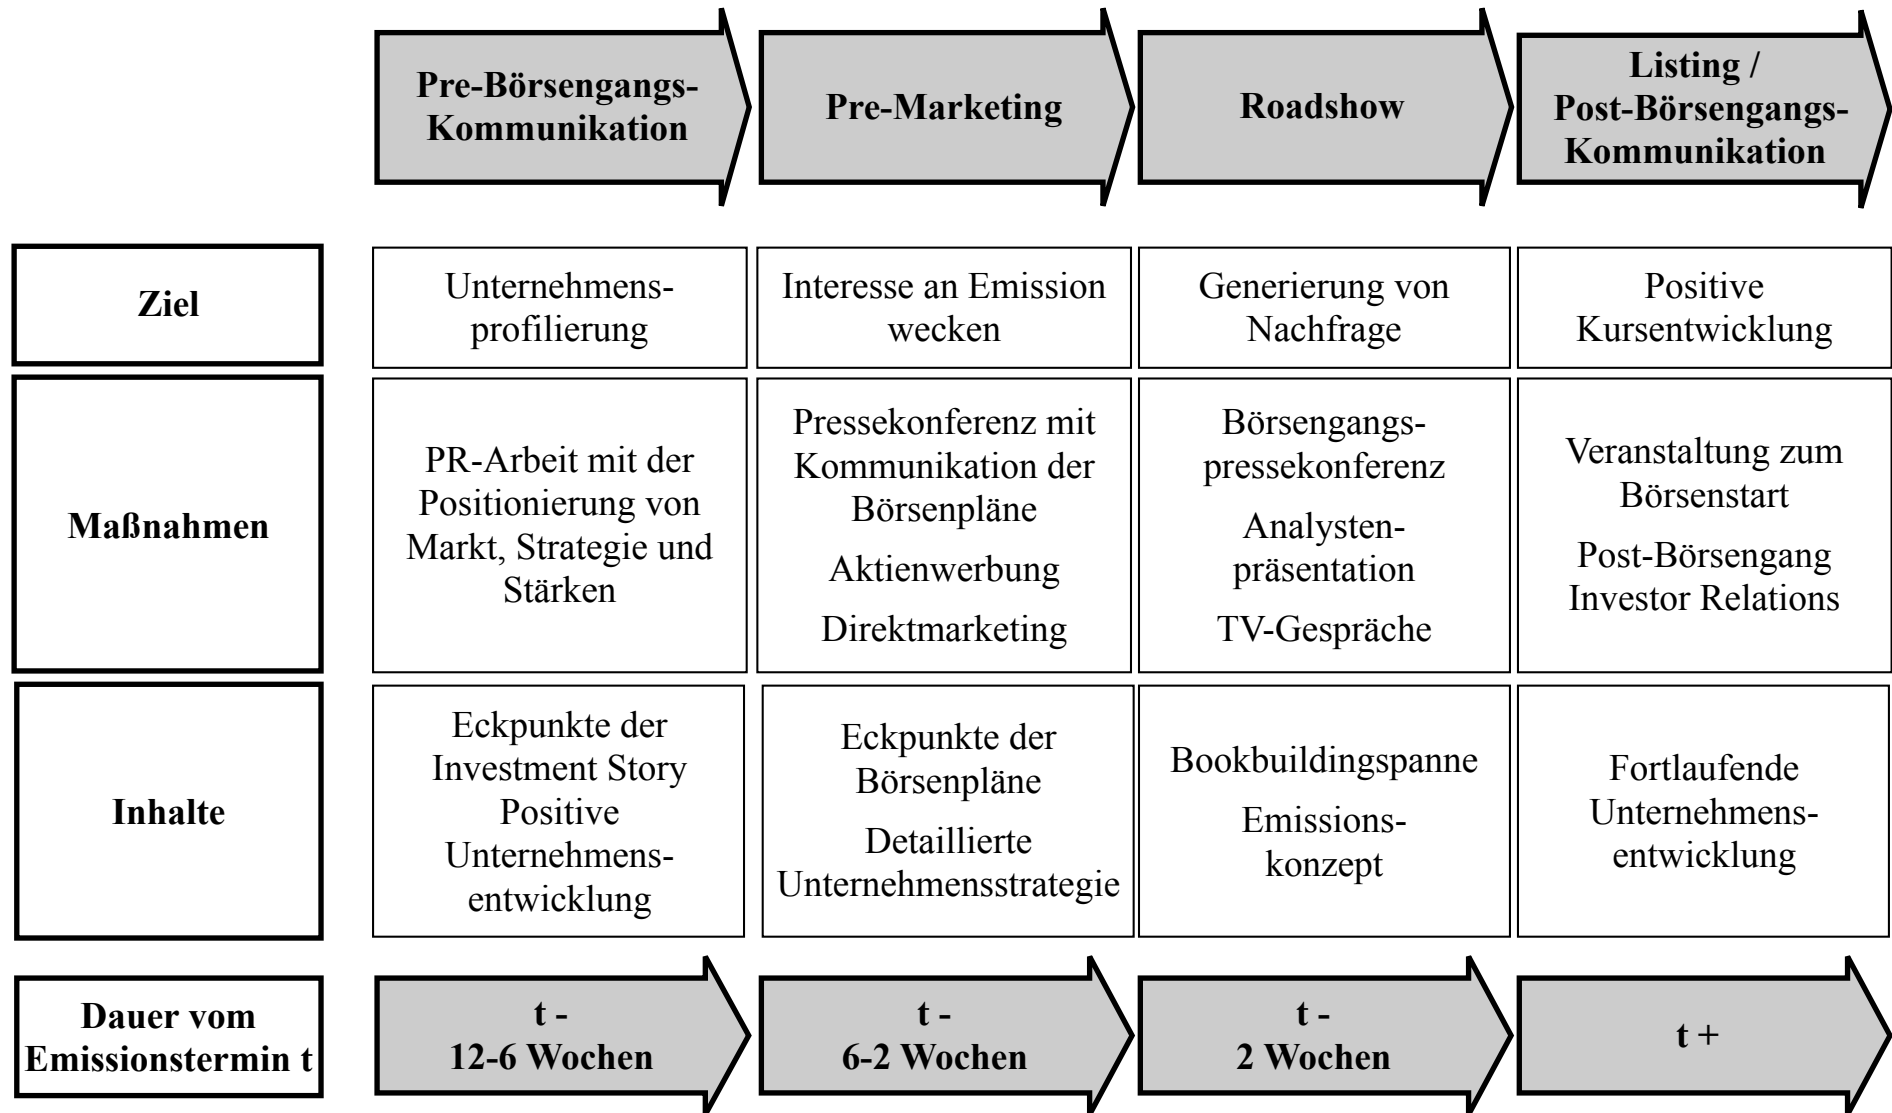 Pre-Börsengangs-
Kommunikation
Pre-Marketing
Roadshow
Listing /
Post-Börsengangs-
Kommunikation
Ziel
Unternehmens-
profilierung
Interesse an Emission
wecken
Generierung von
Nachfrage
Positive
Kursentwicklung
Maßnahmen
PR-Arbeit mit der
Positionierung von
Markt, Strategie und
Stärken
Pressekonferenz mit
Kommunikation der
Börsenpläne
Aktienwerbung
Direktmarketing
Börsengangs-
pressekonferenz
Analysten-
präsentation
TV-Gespräche
Veranstaltung zum
Börsenstart
Post-Börsengang
Investor Relations
Inhalte
Eckpunkte der
Investment Story
Positive
Unternehmens-
entwicklung
Eckpunkte der
Börsenpläne
Detaillierte
Unternehmensstrategie
Bookbuildingspanne
Emissions-
konzept
Fortlaufende
Unternehmens-
entwicklung
Dauer vom
Emissionstermin t
t -
12-6 Wochen
t -
6-2 Wochen
t -
2 Wochen
t +